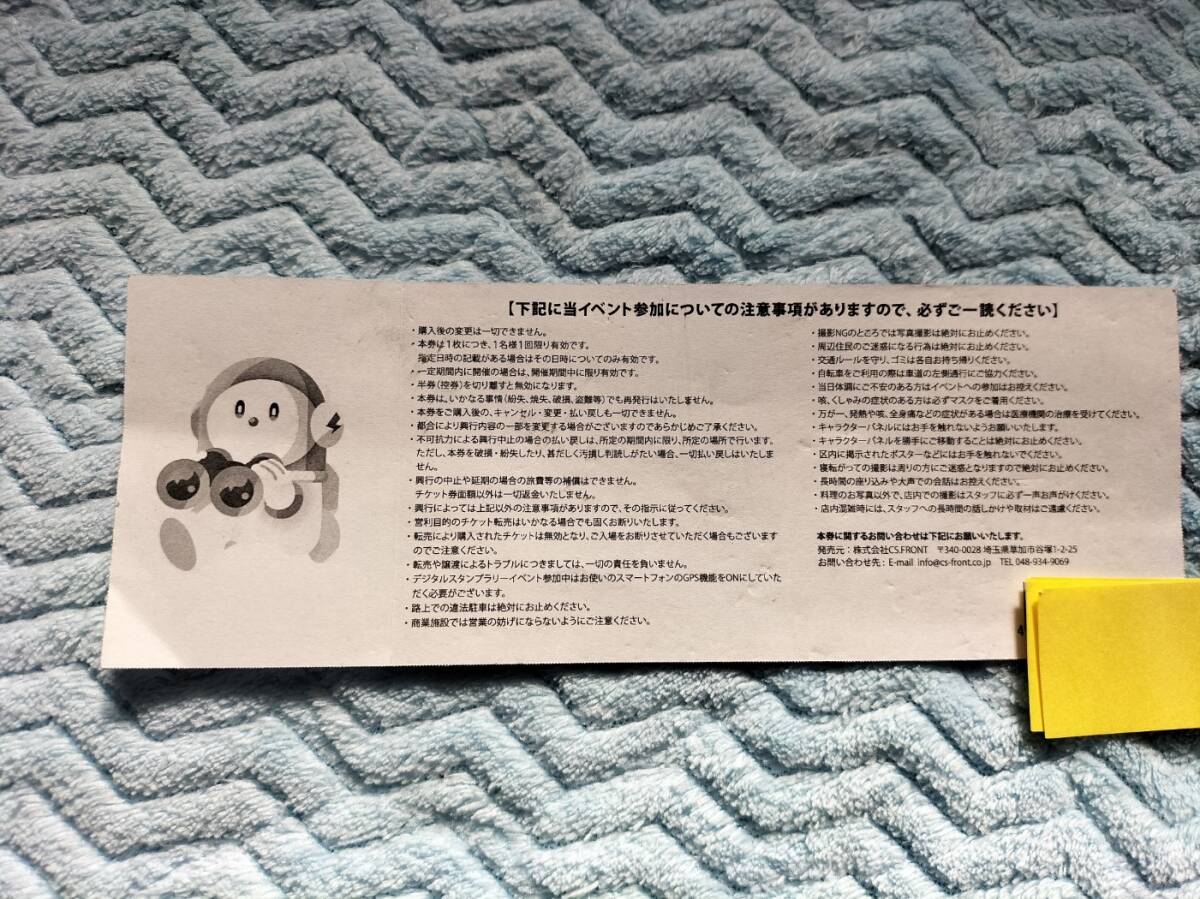 【下記に当イベント参加についての注意事項がありますので、必ずご一読ください】
・購入後の変更は一切できません。
・本券は1枚につき、1名様1回限り有効です。
指定日時の記載がある場合はその日時についてのみ有効です。
・一定期間内に開催の場合は、開催期間中に限り有効です。
・半券(控券)を切り離すと無効になります。
・本券は、いかなる事情(紛失、焼失、破損、盗難等)でも再発行はいたしません。
・本券をご購入後の、キャンセル・変更・払い戻しも一切できません。
・都合により興行内容の一部を変更する場合がございますのであらかじめご了承ください。
・不可抗力による興行中止の場合の払い戻しは、所定の期間内に限り、所定の場所で行います。
ただし、本券を破損・紛失したり、甚だしく汚損し判読しがたい場合、一切払い戻しはいたしま
せん。
・興行の中止や延期の場合の旅費等の補償はできません。
チケット券面額以外は一切返金いたしません。
・興行によっては上記以外の注意事項がありますので、その指示に従ってください。
・営利目的のチケット転売はいかなる場合でも固くお断りいたします。
・転売により購入されたチケットは無効となり、ご入場をお断りさせていただく場合もございます
のでご注意ください。
・転売や譲渡によるトラブルにつきましては、一切の責任を負いません。
・デジタルスタンプラリーイベント参加中はお使いのスマートフォンのGPS機能をONにしていた
だく必要がございます。
・路上での違法駐車は絶対にお止めください。
・商業施設では営業の妨げにならないようにご注意ください。
・撮影NGのところでは写真撮影は絶対にお止めください。
・周辺住民のご迷惑になる行為は絶対にお止めください。
・交通ルールを守り、ゴミは各自お持ち帰りください。
・自転車をご利用の際は車道の左側通行にご協力ください。
・当日体調にご不安のある方はイベントへの参加はお控えください。
・咳、くしゃみの症状のある方は必ずマスクをご着用ください。
・万が一、発熱や咳、全身痛などの症状がある場合は医療機関の治療を受けてください。
・キャラクターパネルにはお手を触れないようお願いいたします。
・キャラクターパネルを勝手にご移動することは絶対にお止めください。
・区内に掲示されたポスターなどにはお手を触れないでください。
・寝転がっての撮影は周りの方にご迷惑となりますので絶対にお止めください。
・長時間の座り込みや大声での会話はお控えください。
・料理のお写真以外で、店内での撮影はスタッフに必ず一声お声がけください。
・店内混雑時には、スタッフへの長時間の話しかけや取材はご遠慮ください。
本券に関するお問い合わせは下記にお願いいたします。
発売元：株式会社CS.FRONT 〒340-0028 埼玉県草加市谷塚1-2-25
お問い合わせ先：E-mail info@cs-front.co.jp TEL 048-934-9069